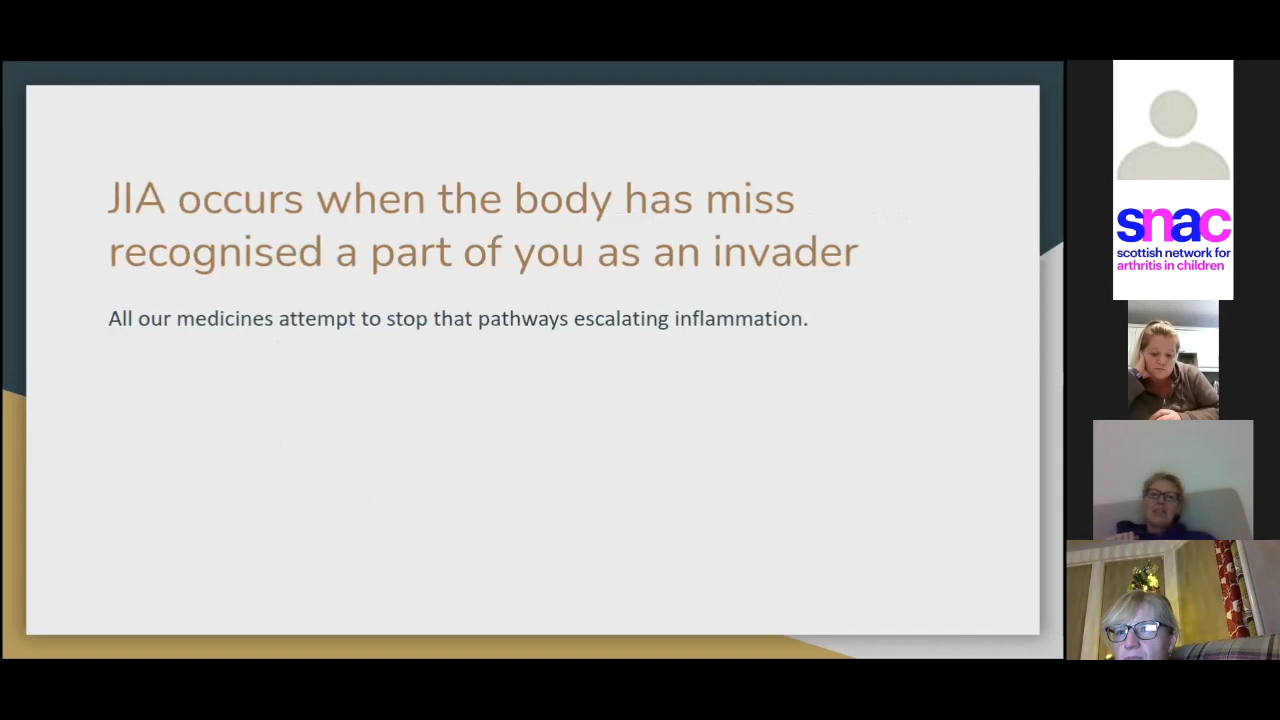 JIA occurs when the body has miss
recognised a part of you as an invader
All our medicines attempt to stop that pathways escalating inflammation.
snac
scottish network for
arthritis in children